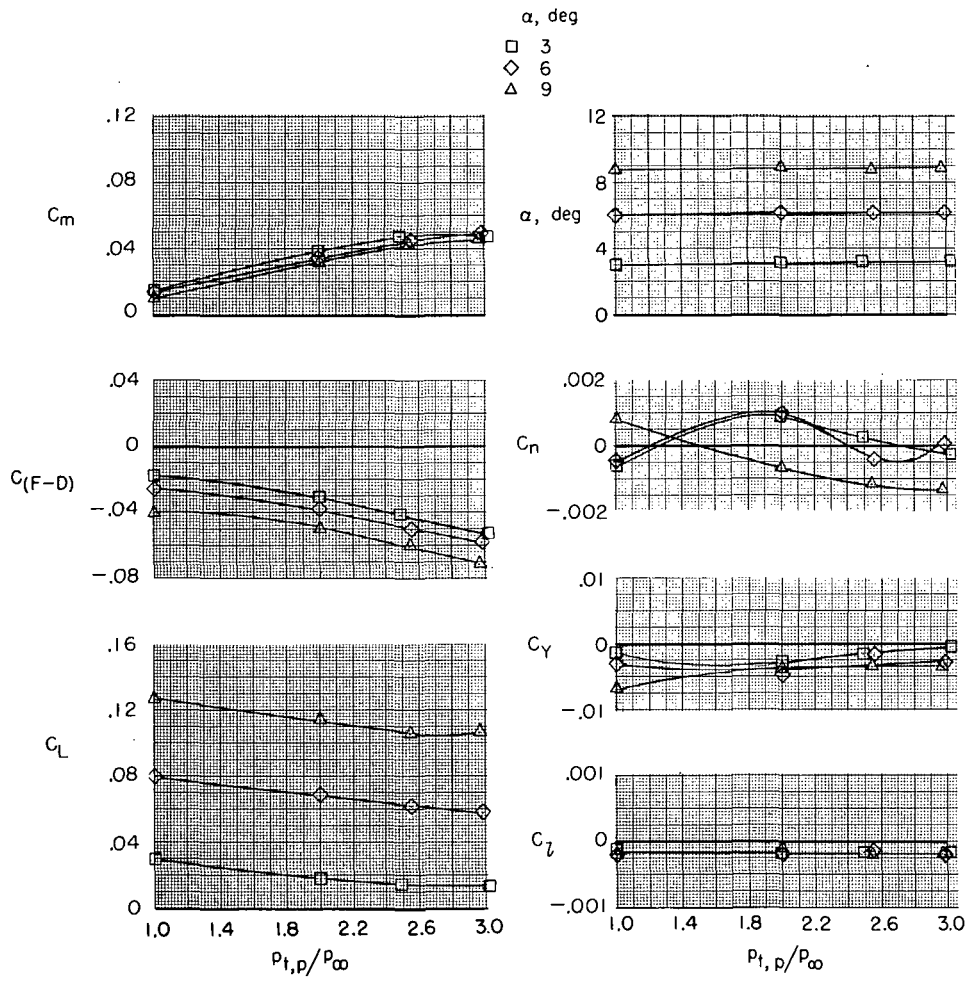 α, deg
3
6
9
.12
.08
.04
0
C_m
12
8
4
0
α, deg
.04
0
−.04
−.08
C_(F−D)
.002
0
−.002
C_n
.16
.12
.08
.04
0
C_L
.01
0
−.01
C_Y
.001
0
−.001
C_l
1.0 1.4 1.8 2.2 2.6 3.0
p_t,p/p_∞
1.0 1.4 1.8 2.2 2.6 3.0
p_t,p/p_∞